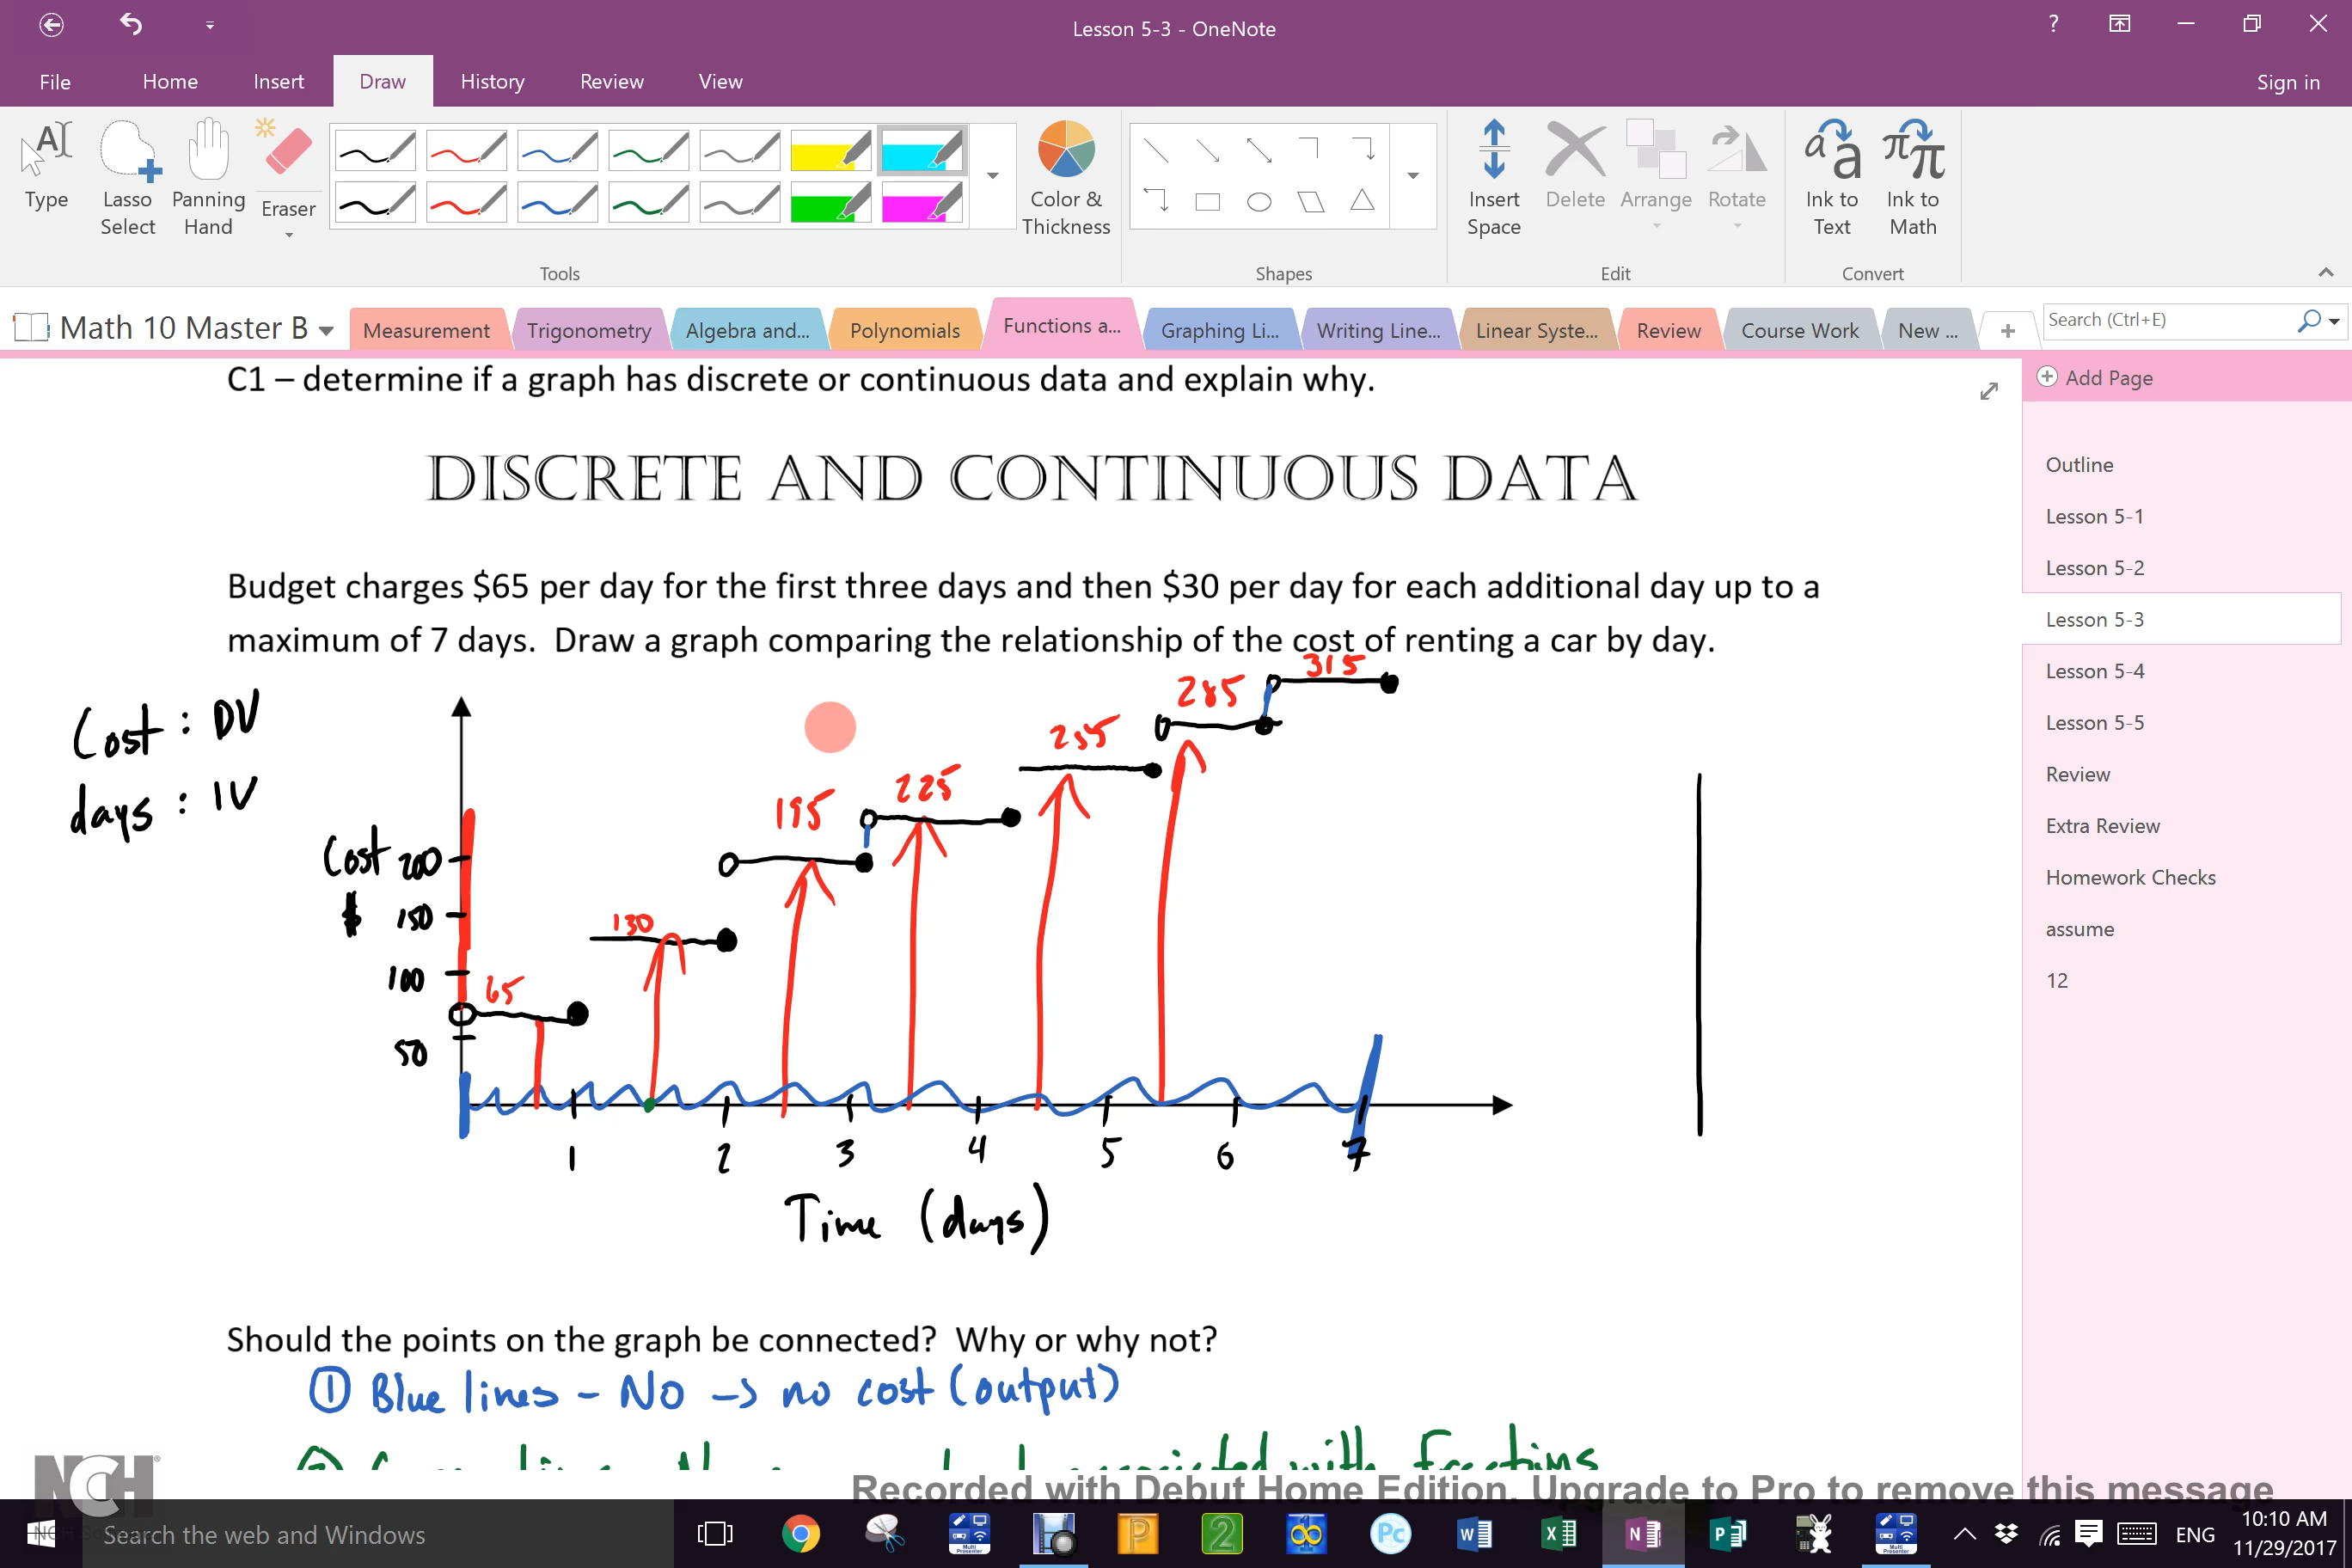 Lesson 5-3 - OneNote
?
File Home Insert Draw History Review View Sign in
Type
Lasso Select
Panning Hand
Eraser
Color & Thickness
Insert Space
Delete
Arrange
Rotate
Ink to Text
Ink to Math
Tools Shapes Edit Convert
Math 10 Master B Measurement Trigonometry Algebra and... Polynomials Functions a... Graphing Li... Writing Line... Linear Syste... Review Course Work New ... + Search (Ctrl+E)
C1 – determine if a graph has discrete or continuous data and explain why.
DISCRETE AND CONTINUOUS DATA
Budget charges $65 per day for the first three days and then $30 per day for each additional day up to a
maximum of 7 days. Draw a graph comparing the relationship of the cost of renting a car by day.
Cost : DV
days : IV
Cost
$
200
150
100
50
65
130
195
225
255
285
315
1 2 3 4 5 6 7
Time (days)
Should the points on the graph be connected? Why or why not?
① Blue lines - NO → no cost (output)
associated with fractions
Add Page
Outline
Lesson 5-1
Lesson 5-2
Lesson 5-3
Lesson 5-4
Lesson 5-5
Review
Extra Review
Homework Checks
assume
12
NCH
Recorded with Debut Home Edition. Upgrade to Pro to remove this message
Search the web and Windows
ENG
10:10 AM
11/29/2017